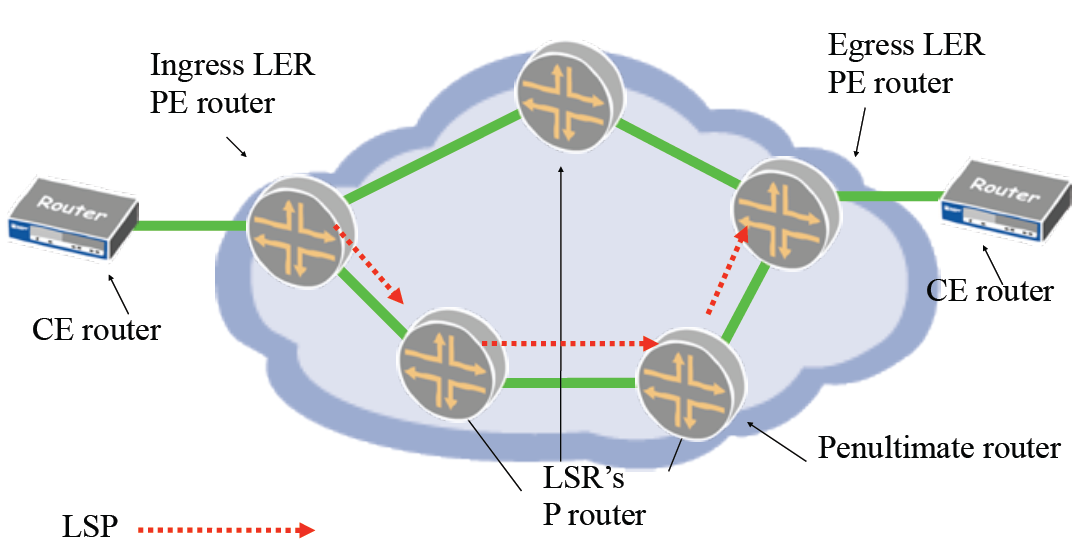 Ingress LER
PE router
Egress LER
PE router
Router
Router
CE router
CE router
Penultimate router
LSR's
P router
LSP